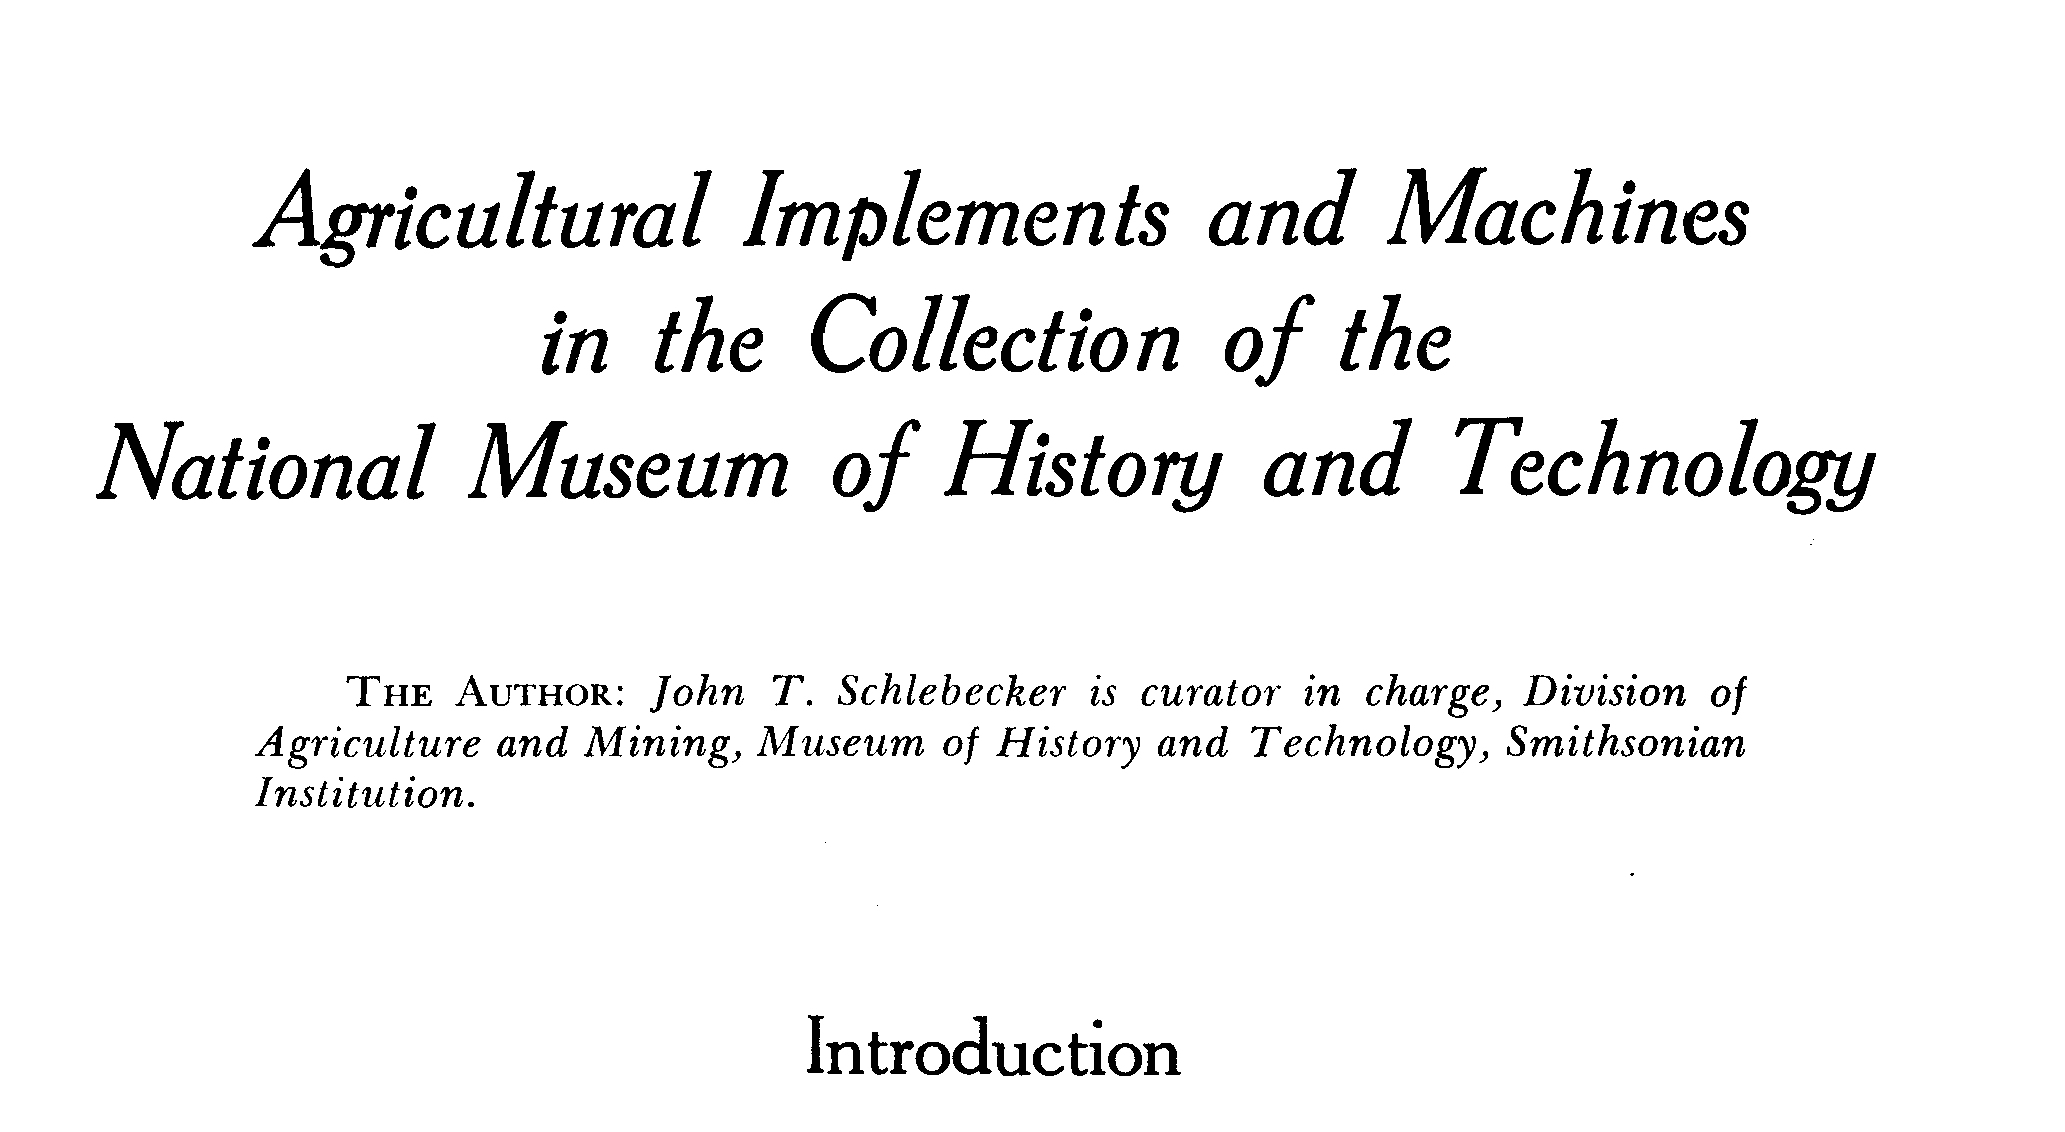 Agricultural Implements and Machines
in the Collection of the
National Museum of History and Technology
THE AUTHOR: John T. Schlebecker is curator in charge, Division of
Agriculture and Mining, Museum of History and Technology, Smithsonian
Institution.
Introduction